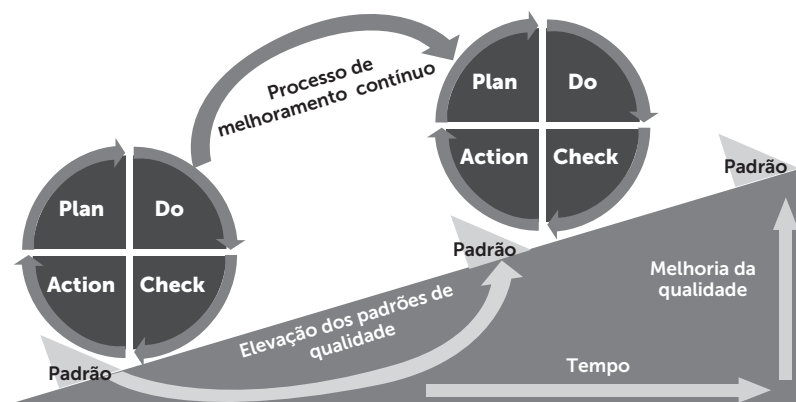 Plan
Do
Action
Check
Processo de
melhoramento contínuo
Plan
Do
Action
Check
Padrão
Padrão
Padrão
Elevação dos padrões de
qualidade
Melhoria da
qualidade
Tempo